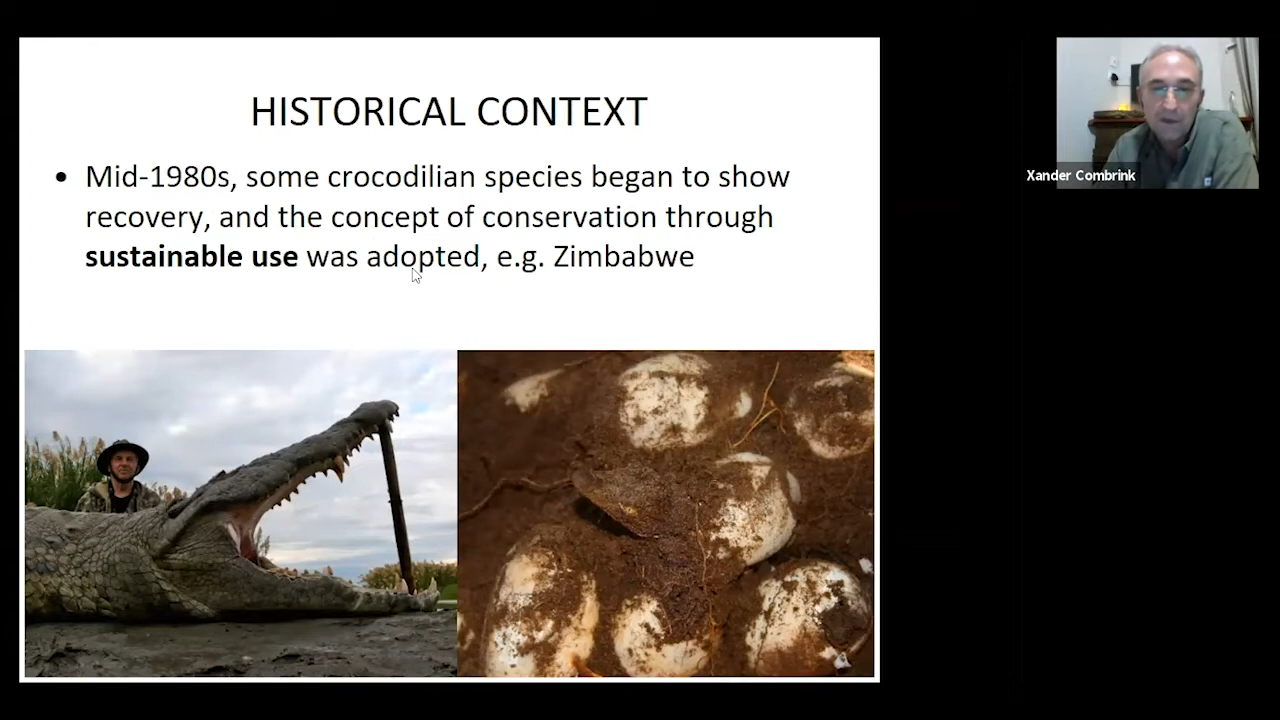 HISTORICAL CONTEXT
• Mid-1980s, some crocodilian species began to show
recovery, and the concept of conservation through
sustainable use was adopted, e.g. Zimbabwe
Xander Combrink